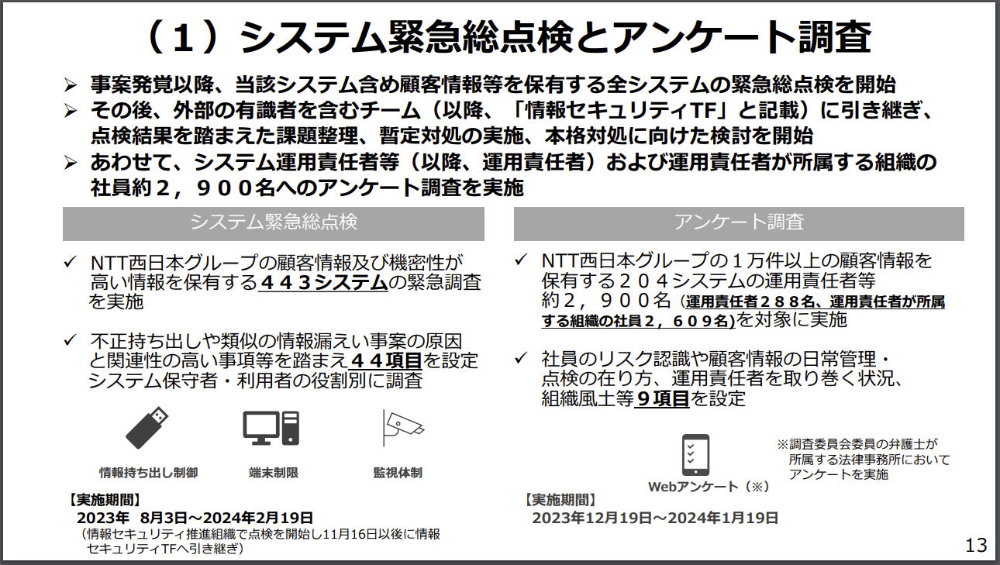 （１）システム緊急総点検とアンケート調査
➢ 事案発覚以降、当該システム含め顧客情報等を保有する全システムの緊急総点検を開始
➢ その後、外部の有識者を含むチーム（以降、「情報セキュリティTF」と記載）に引き継ぎ、
点検結果を踏まえた課題整理、暫定対処の実施、本格対処に向けた検討を開始
➢ あわせて、システム運用責任者等（以降、運用責任者）および運用責任者が所属する組織の
社員約２，９００名へのアンケート調査を実施
システム緊急総点検
✓ NTT西日本グループの顧客情報及び機密性が
高い情報を保有する４４３システムの緊急調査
を実施
✓ 不正持ち出しや類似の情報漏えい事案の原因
と関連性の高い事項等を踏まえ４４項目を設定
システム保守者・利用者の役割別に調査
情報持ち出し制御
端末制限
監視体制
【実施期間】
2023年 8月3日～2024年2月19日
（情報セキュリティ推進組織で点検を開始し11月16日以後に情報
セキュリティTFへ引き継ぎ）
アンケート調査
✓ NTT西日本グループの１万件以上の顧客情報を
保有する２０４システムの運用責任者等
約２，９００名（運用責任者２８８名、運用責任者が所属
する組織の社員２，６０９名)を対象に実施
✓ 社員のリスク認識や顧客情報の日常管理・
点検の在り方、運用責任者を取り巻く状況、
組織風土等９項目を設定
Webアンケート（※）
※調査委員会委員の弁護士が
所属する法律事務所において
アンケートを実施
【実施期間】
2023年12月19日～2024年1月19日
13